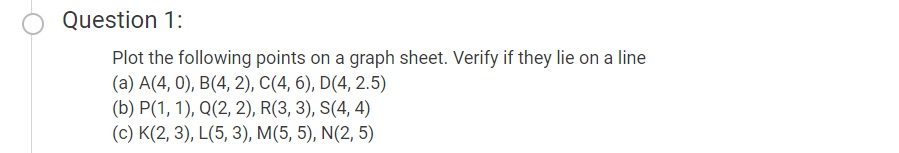 Question 1:
Plot the following points on a graph sheet. Verify if they lie on a line
(a) A(4, 0), B(4, 2), C(4, 6), D(4, 2.5)
(b) P(1, 1), Q(2, 2), R(3, 3), S(4, 4)
(c) K(2, 3), L(5, 3), M(5, 5), N(2, 5)